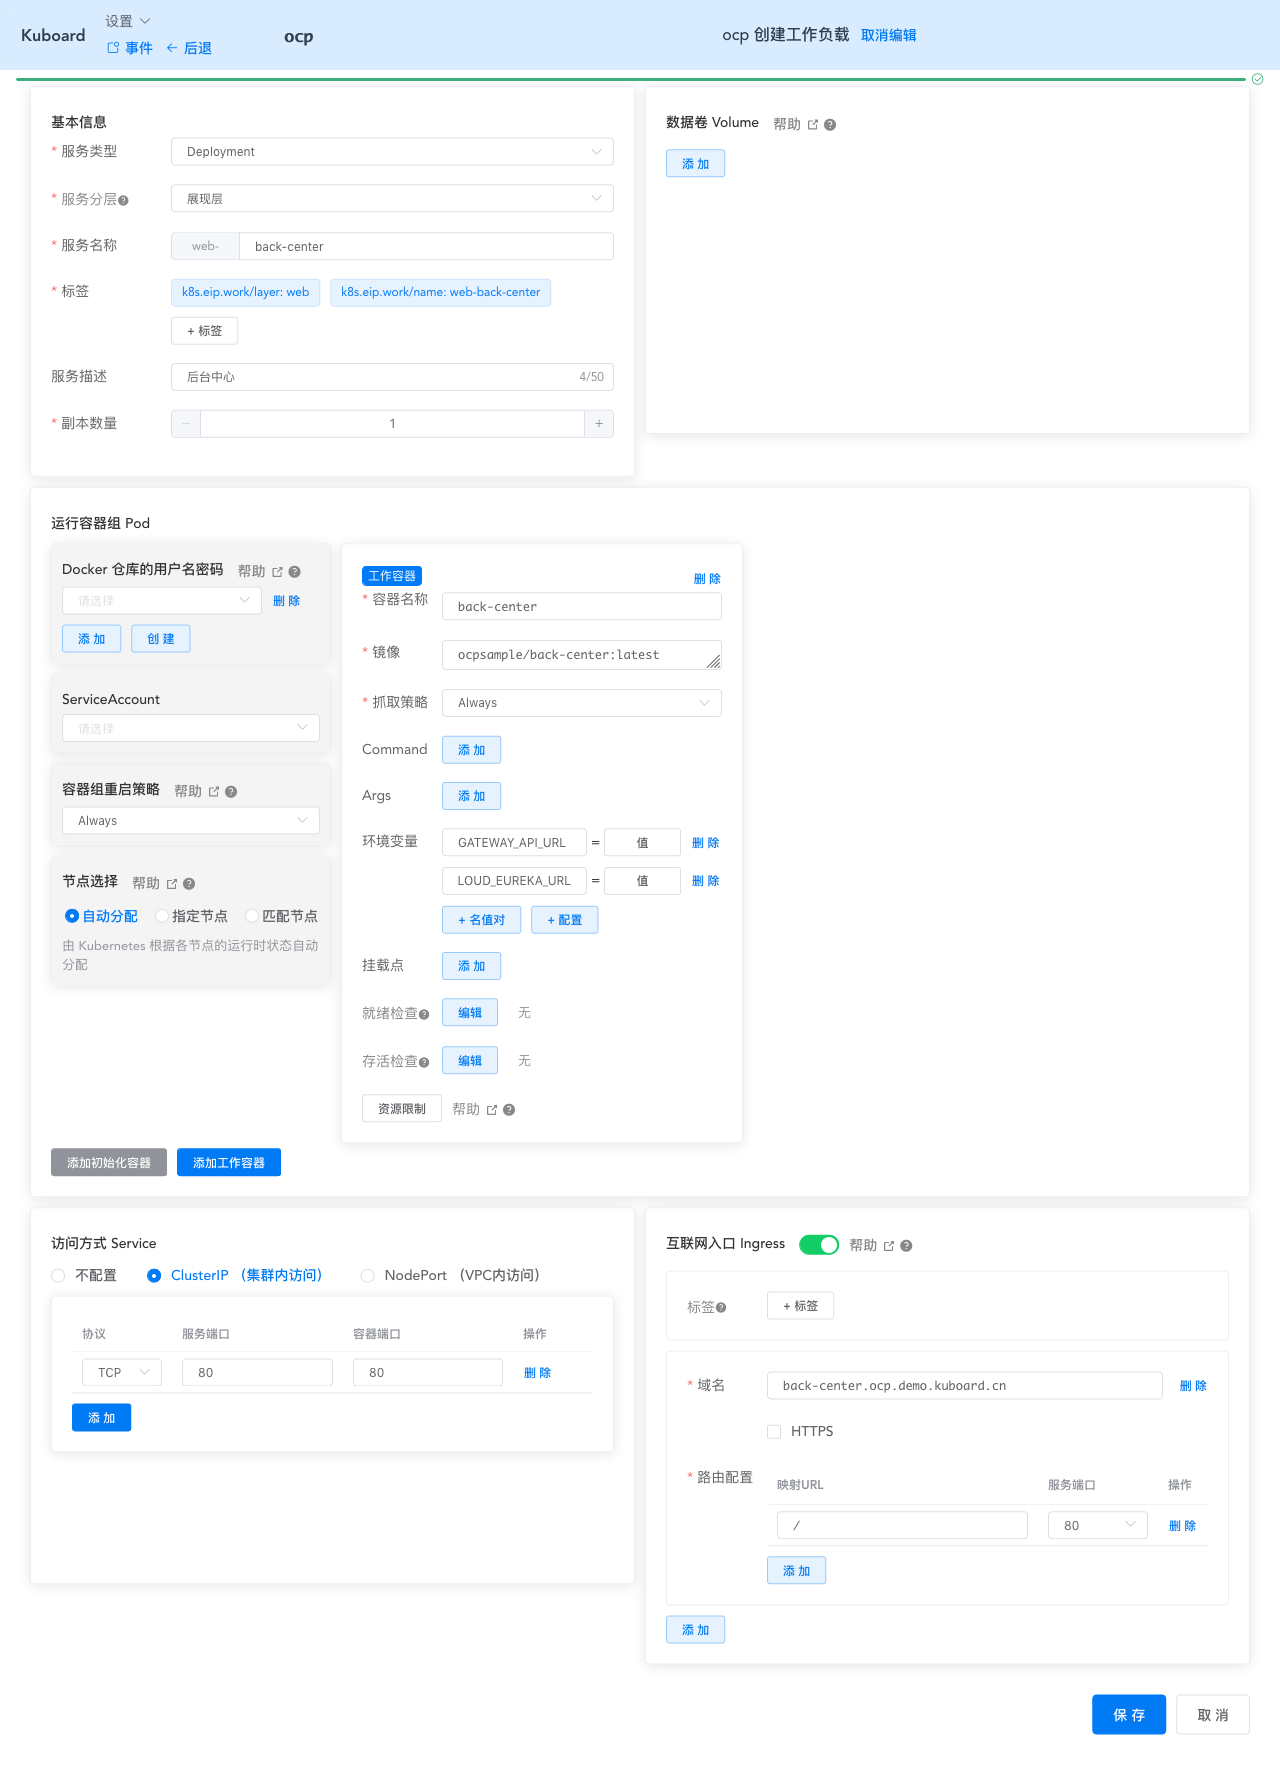 Kuboard
设置
事件 后退
ocp
ocp 创建工作负载 取消编辑
基本信息
* 服务类型 Deployment
* 服务分层 展现层
* 服务名称 web- back-center
* 标签 k8s.eip.work/layer: web k8s.eip.work/name: web-back-center
+ 标签
服务描述 后台中心 4/50
* 副本数量 − 1 +
数据卷 Volume 帮助
添 加
运行容器组 Pod
Docker 仓库的用户名密码 帮助
请选择 删 除
添 加 创 建
ServiceAccount
请选择
容器组重启策略 帮助
Always
节点选择 帮助
自动分配 指定节点 匹配节点
由 Kubernetes 根据各节点的运行时状态自动
分配
工作容器 删 除
* 容器名称 back-center
* 镜像 ocpsample/back-center:latest
* 抓取策略 Always
Command 添 加
Args 添 加
环境变量 GATEWAY_API_URL = 值 删 除
LOUD_EUREKA_URL = 值 删 除
+ 名值对 + 配置
挂载点 添 加
就绪检查 编辑 无
存活检查 编辑 无
资源限制 帮助
添加初始化容器 添加工作容器
访问方式 Service
不配置 ClusterIP （集群内访问） NodePort （VPC内访问）
协议 服务端口 容器端口 操作
TCP 80 80 删 除
添 加
互联网入口 Ingress 帮助
标签 + 标签
* 域名 back-center.ocp.demo.kuboard.cn 删 除
HTTPS
* 路由配置 映射URL 服务端口 操作
/ 80 删 除
添 加
添 加
保 存 取 消